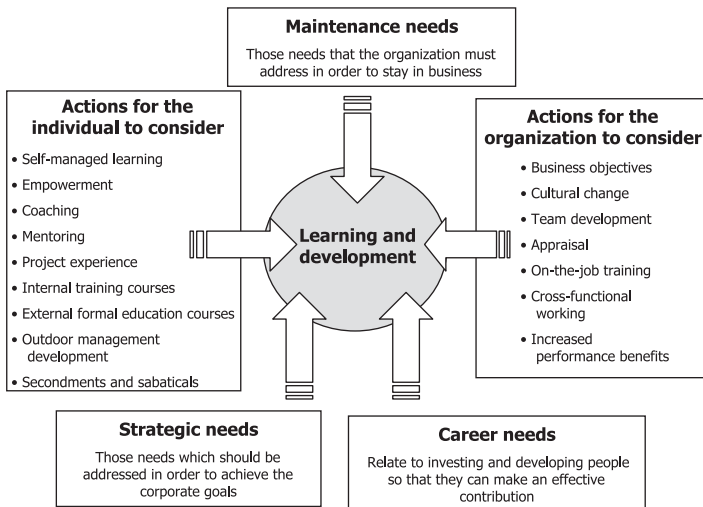 Maintenance needs
Those needs that the organization must
address in order to stay in business
Actions for the
individual to consider
• Self-managed learning
• Empowerment
• Coaching
• Mentoring
• Project experience
• Internal training courses
• External formal education courses
• Outdoor management
development
• Secondments and sabaticals
Learning and
development
Actions for the
organization to consider
• Business objectives
• Cultural change
• Team development
• Appraisal
• On-the-job training
• Cross-functional
working
• Increased
performance benefits
Strategic needs
Those needs which should be
addressed in order to achieve the
corporate goals
Career needs
Relate to investing and developing people
so that they can make an effective
contribution